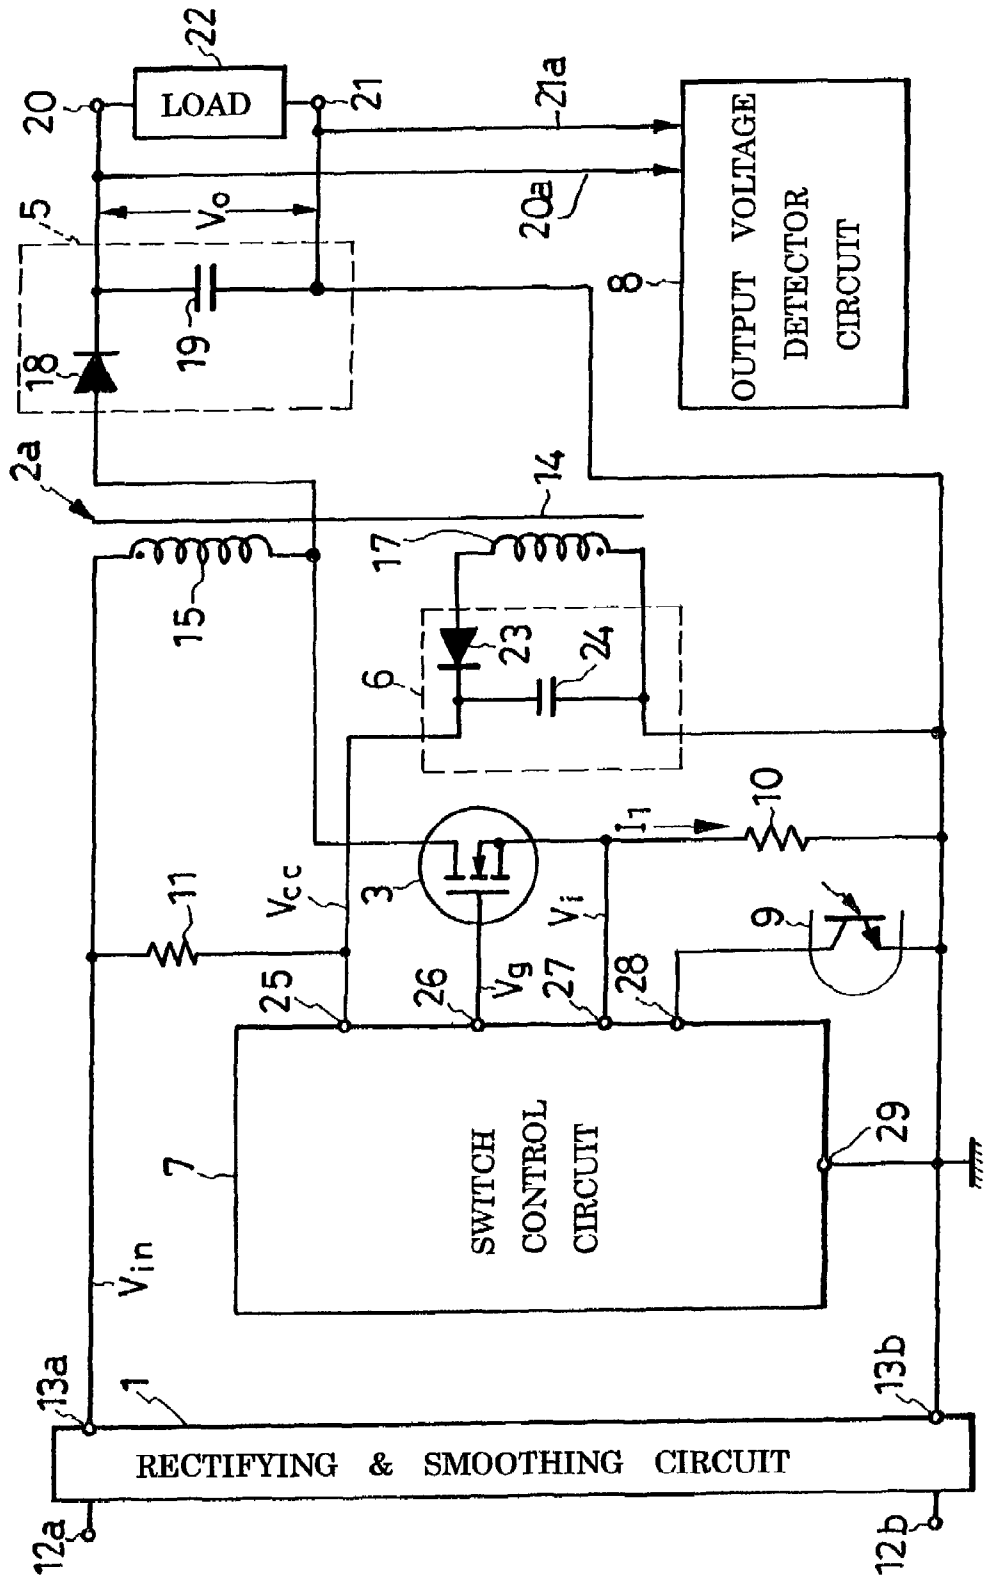 12a
12b
RECTIFYING & SMOOTHING CIRCUIT
1
13a
13b
Vin
7
SWITCH
CONTROL
CIRCUIT
29
25
26
27
28
11
Vcc
Vg
Vi
9
3
I1
10
6
23
24
15
17
14
2a
5
18
19
Vo
20
21
LOAD
22
20a
21a
8
OUTPUT VOLTAGE
DETECTOR
CIRCUIT